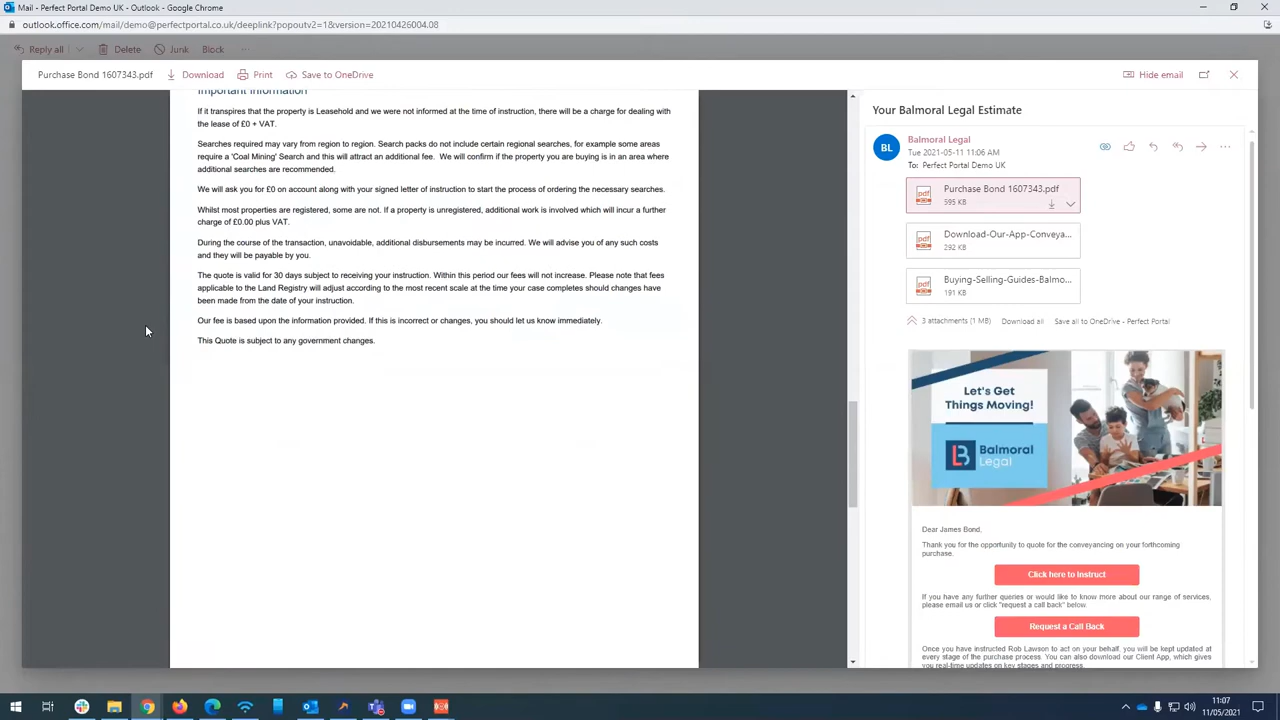 Mail - Perfect Portal Demo UK - Outlook - Google Chrome
outlook.office.com/mail/demo@perfectportal.co.uk/deeplink?popoutv2=1&version=20210426004.08
Reply all
Delete
Junk
Block
Purchase Bond 1607343.pdf
Download
Print
Save to OneDrive
Hide email
Important Information
If it transpires that the property is Leasehold and we were not informed at the time of instruction, there will be a charge for dealing with
the lease of £0 + VAT.
Searches required may vary from region to region. Search packs do not include certain regional searches, for example some areas
require a 'Coal Mining' Search and this will attract an additional fee. We will confirm if the property you are buying is in an area where
additional searches are recommended.
We will ask you for £0 on account along with your signed letter of instruction to start the process of ordering the necessary searches.
Whilst most properties are registered, some are not. If a property is unregistered, additional work is involved which will incur a further
charge of £0.00 plus VAT.
During the course of the transaction, unavoidable, additional disbursements may be incurred. We will advise you of any such costs
and they will be payable by you.
The quote is valid for 30 days subject to receiving your instruction. Within this period our fees will not increase. Please note that fees
applicable to the Land Registry will adjust according to the most recent scale at the time your case completes should changes have
been made from the date of your instruction.
Our fee is based upon the information provided. If this is incorrect or changes, you should let us know immediately.
This Quote is subject to any government changes.
Your Balmoral Legal Estimate
BL
Balmoral Legal
Tue 2021-05-11 11:06 AM
To: Perfect Portal Demo UK
pdf
Purchase Bond 1607343.pdf
595 KB
pdf
Download-Our-App-Conveya...
292 KB
pdf
Buying-Selling-Guides-Balmo...
191 KB
3 attachments (1 MB)
Download all
Save all to OneDrive - Perfect Portal
Let's Get
Things Moving!
Balmoral
Legal
Dear James Bond,
Thank you for the opportunity to quote for the conveyancing on your forthcoming
purchase.
Click here to Instruct
If you have any further queries or would like to know more about our range of services,
please email us or click "request a call back" below.
Request a Call Back
Once you have instructed Rob Lawson to act on your behalf, you will be kept updated at
every stage of the purchase process. You can also download our Client App, which gives
you real-time updates on key stages and progress.
11:07
11/05/2021